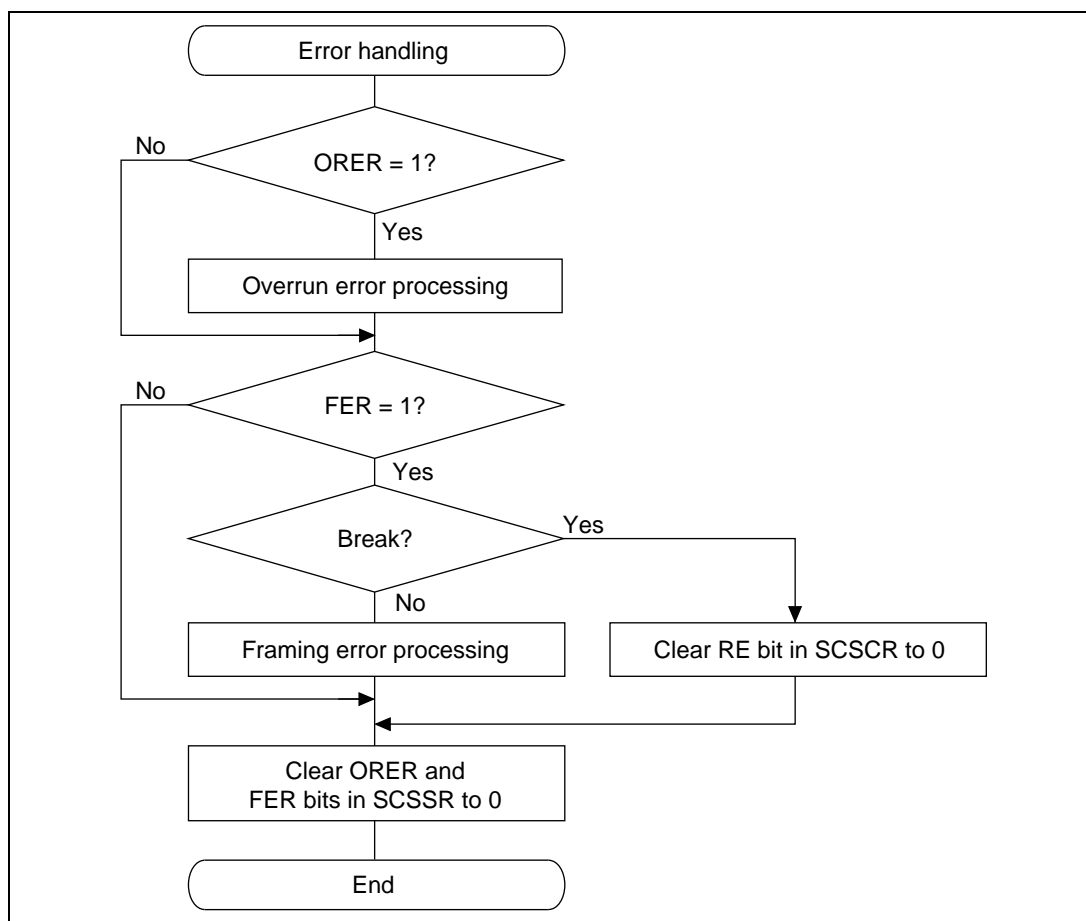 Error handling
No
ORER = 1?
Yes
Overrun error processing
No
FER = 1?
Yes
Yes
Break?
No
Framing error processing
Clear RE bit in SCSCR to 0
Clear ORER and
FER bits in SCSSR to 0
End